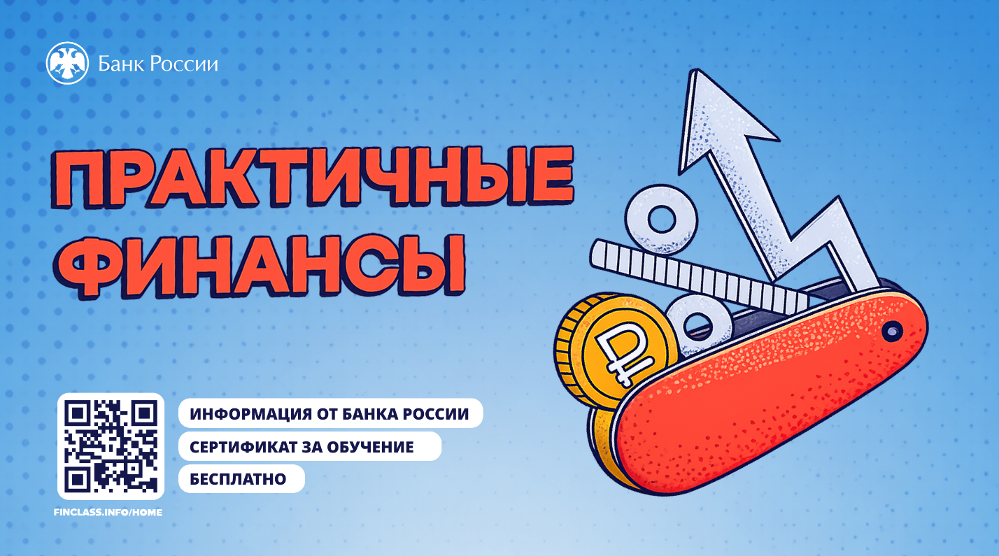 Банк России
ПРАКТИЧНЫЕ
ФИНАНСЫ
ИНФОРМАЦИЯ ОТ БАНКА РОССИИ
СЕРТИФИКАТ ЗА ОБУЧЕНИЕ
БЕСПЛАТНО
FINCLASS.INFO/HOME